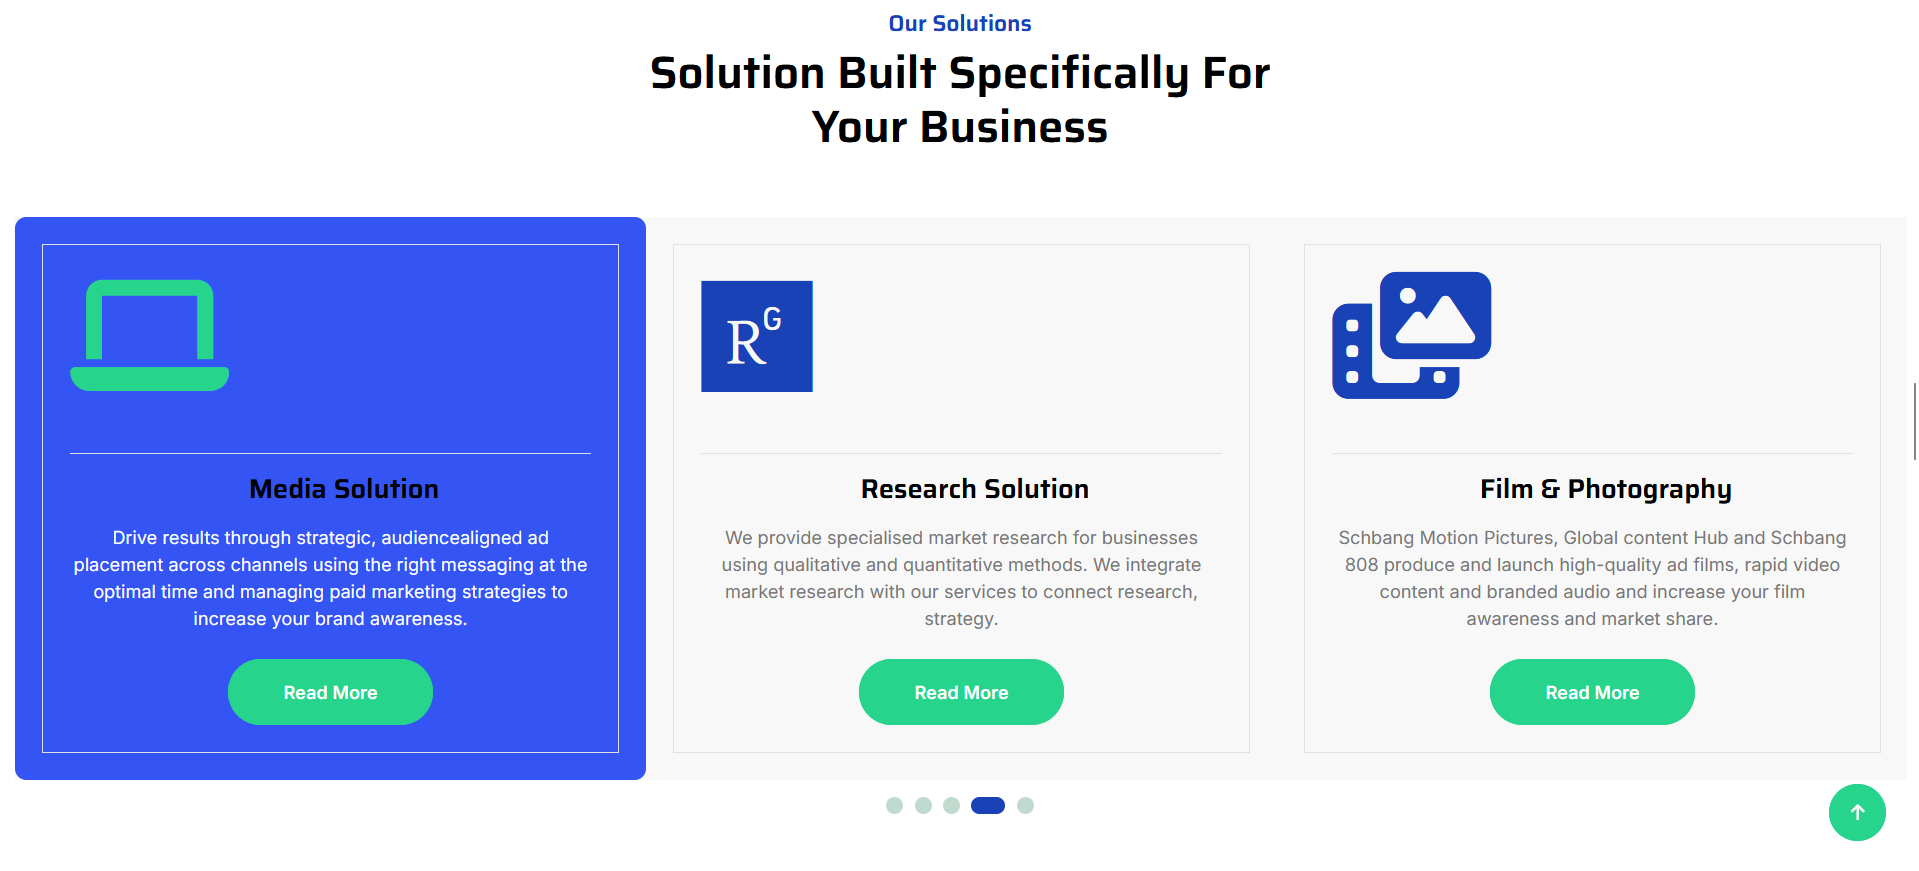 Our Solutions
Solution Built Specifically For
Your Business
RG
Media Solution
Drive results through strategic, audiencealigned ad
placement across channels using the right messaging at the
optimal time and managing paid marketing strategies to
increase your brand awareness.
Read More
Research Solution
We provide specialised market research for businesses
using qualitative and quantitative methods. We integrate
market research with our services to connect research,
strategy.
Read More
Film & Photography
Schbang Motion Pictures, Global content Hub and Schbang
808 produce and launch high-quality ad films, rapid video
content and branded audio and increase your film
awareness and market share.
Read More